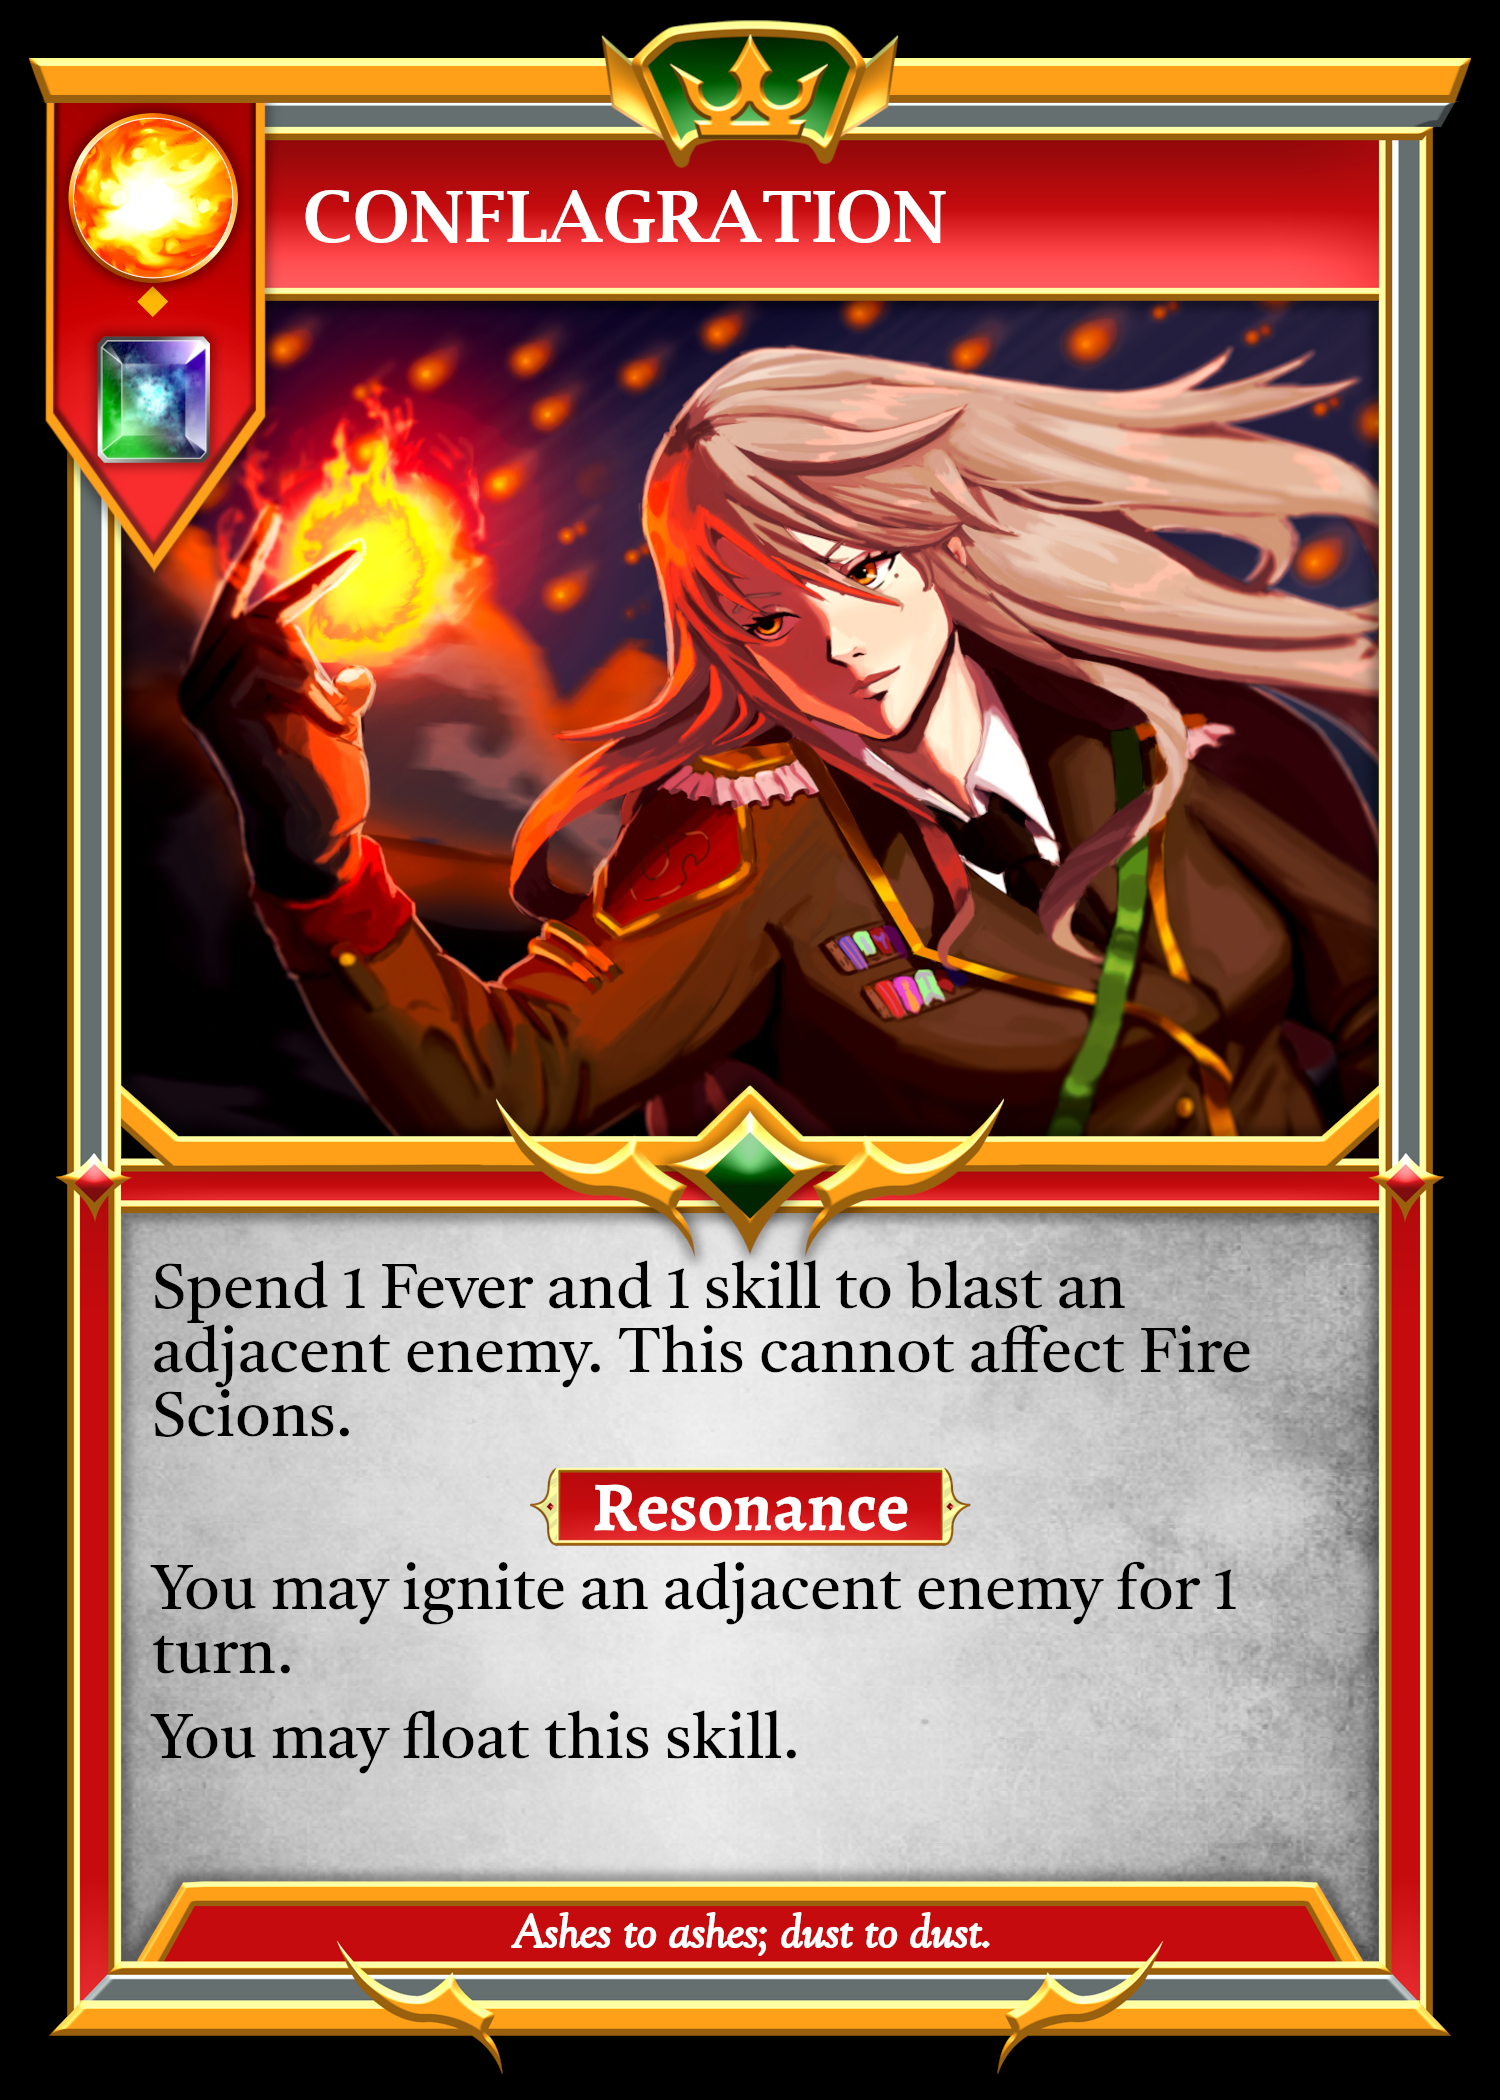 CONFLAGRATION
Spend 1 Fever and 1 skill to blast an
adjacent enemy. This cannot affect Fire
Scions.
Resonance
You may ignite an adjacent enemy for 1
turn.
You may float this skill.
Ashes to ashes; dust to dust.